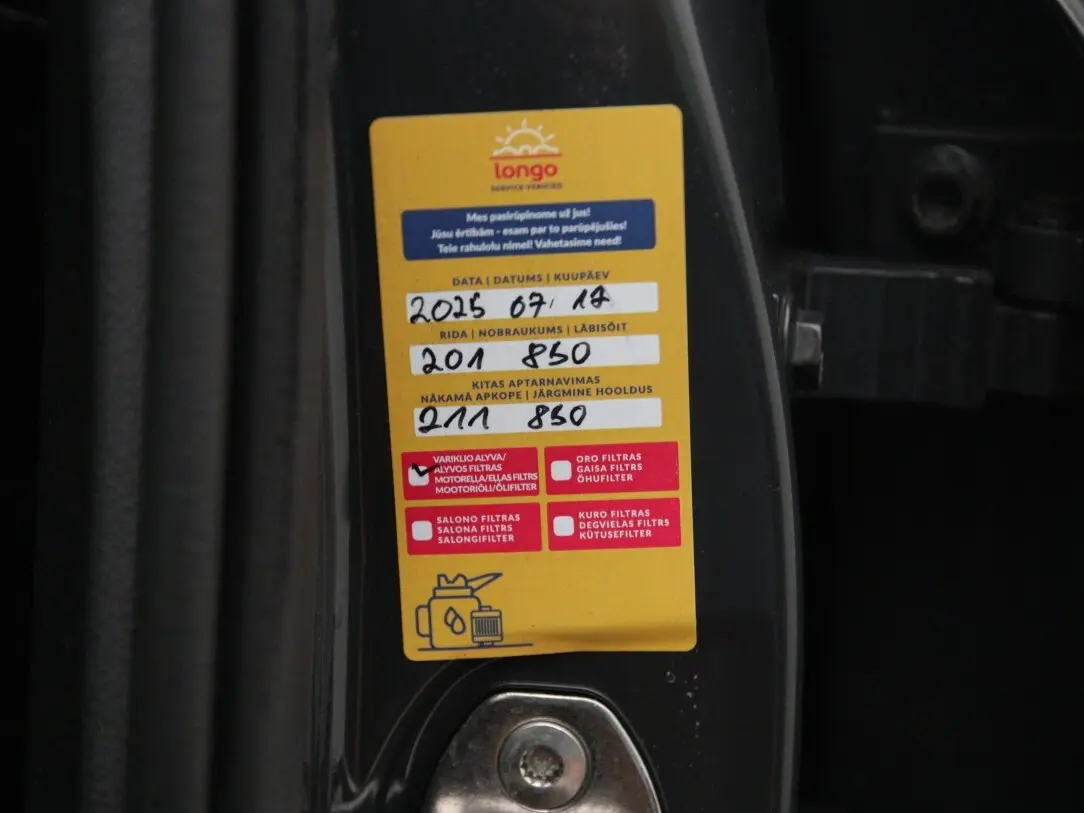 longo
SERVICE VEHICLES
Mes pasirūpinome už jus!
Jūsu ērtībām - esam par to parūpējušies!
Teie rahulolu nimel! Vahetasime need!
DATA | DATUMS | KUUPÄEV
2025 07. 17
RIDA | NOBRAUKUMS | LÄBISÕIT
201 850
KITAS APTARNAVIMAS
NĀKAMĀ APKOPE | JÄRGMINE HOOLDUS
211 850
VARIKLIO ALYVA/
ALYVOS FILTRAS
MOTOREĻĻA/EĻĻAS FILTRS
MOOTORIÕLI/ÕLIFILTER
ORO FILTRAS
GAISA FILTRS
ÕHUFILTER
SALONO FILTRAS
SALONA FILTRS
SALONGIFILTER
KURO FILTRAS
DEGVIELAS FILTRS
KÜTUSEFILTER